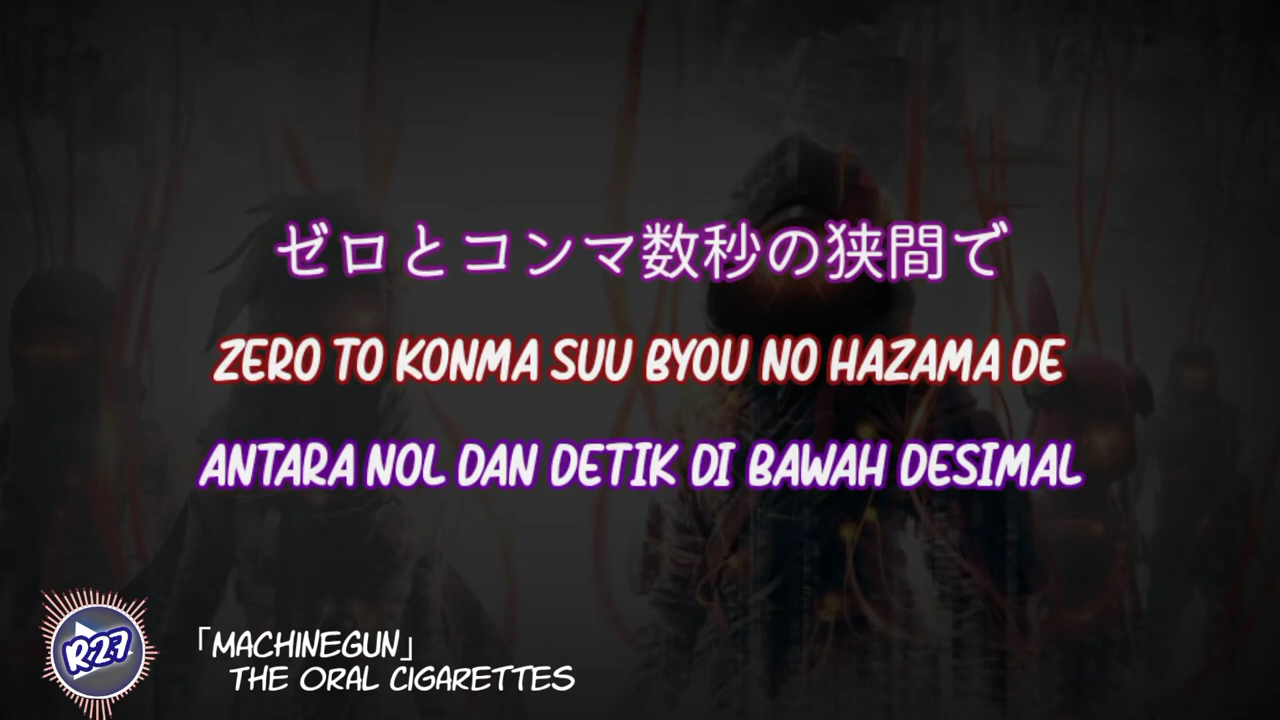 ゼロとコンマ数秒の狭間で
ZERO TO KONMA SUU BYOU NO HAZAMA DE
ANTARA NOL DAN DETIK DI BAWAH DESIMAL
「MACHINEGUN」
THE ORAL CIGARETTES
R27